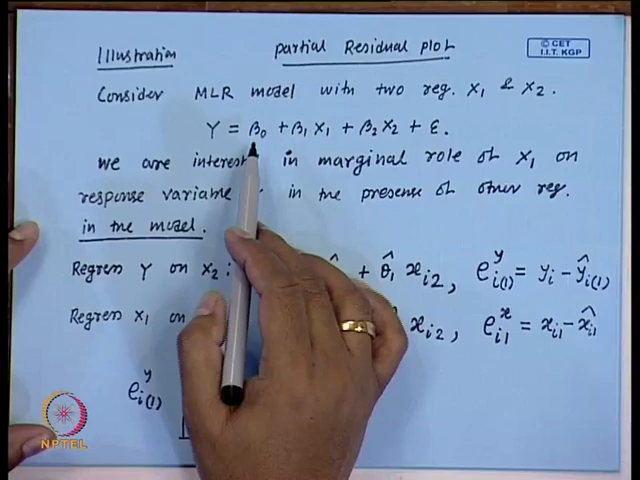 Illustration partial Residual plot
© CET
I.I.T. KGP
Consider MLR model with two reg. X1 & X2.
Y = β0 + β1 X1 + β2 X2 + ε.
we are interest in marginal role of X1 on
response variable in the presence of other reg.
in the model.
Regress Y on X2 : + θ̂1 xi2, e^y_i(1) = yi − ŷi(1)
Regress X1 on xi2, e^x_i1 = xi1 − x̂i1
e^y_i(1)
NPTEL